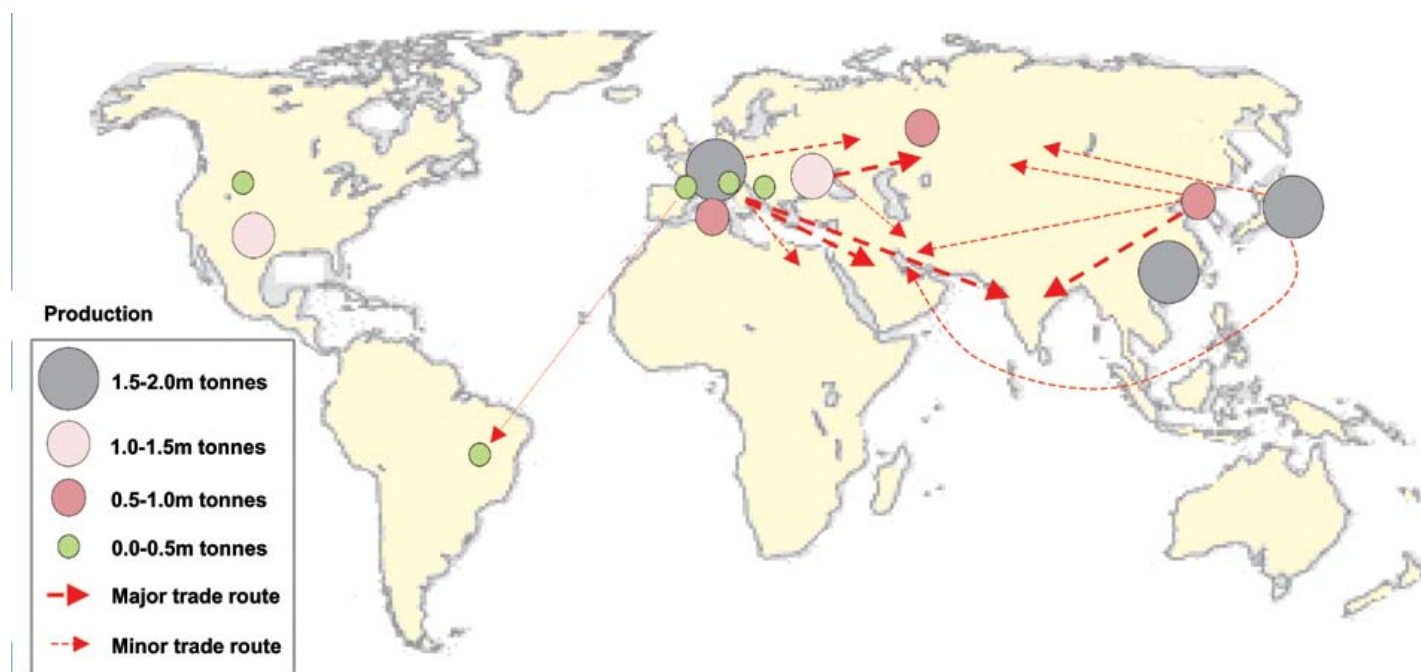 Production
1.5-2.0m tonnes
1.0-1.5m tonnes
0.5-1.0m tonnes
0.0-0.5m tonnes
Major trade route
Minor trade route